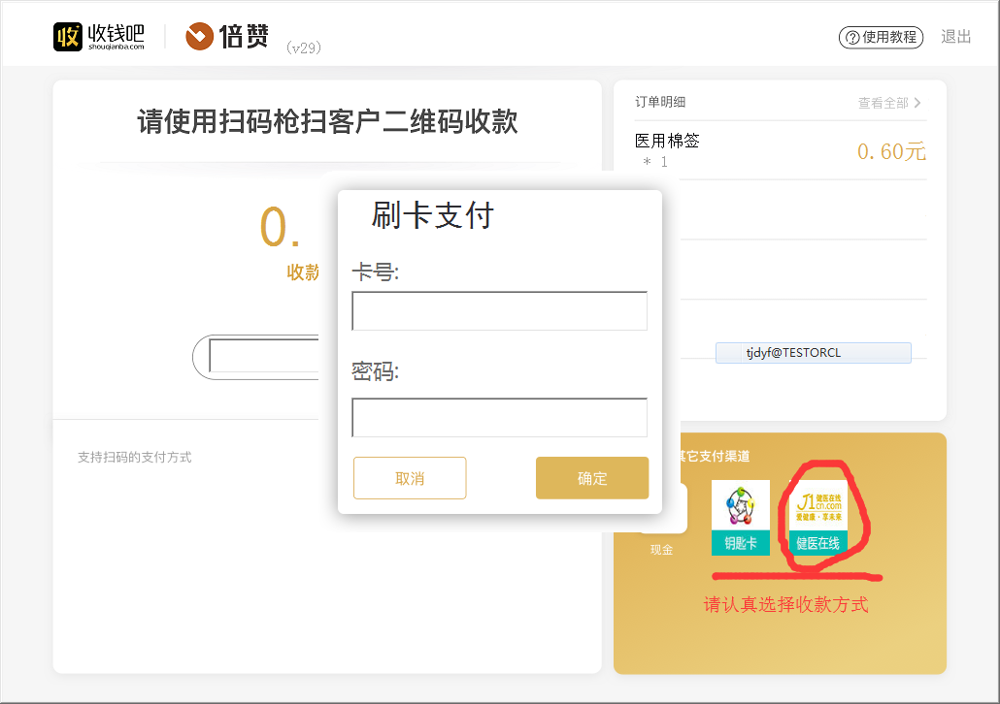 收钱吧
shouqianba.com
倍赞
(v29)
使用教程
退出
请使用扫码枪扫客户二维码收款
0.
收款
支持扫码的支付方式
订单明细
查看全部
医用棉签
* 1
0.60元
tjdyf@TESTORCL
刷卡支付
卡号:
密码:
取消
确定
其它支付渠道
现金
钥匙卡
J1 健医在线
cn.com
爱健康·享未来
健医在线
请认真选择收款方式